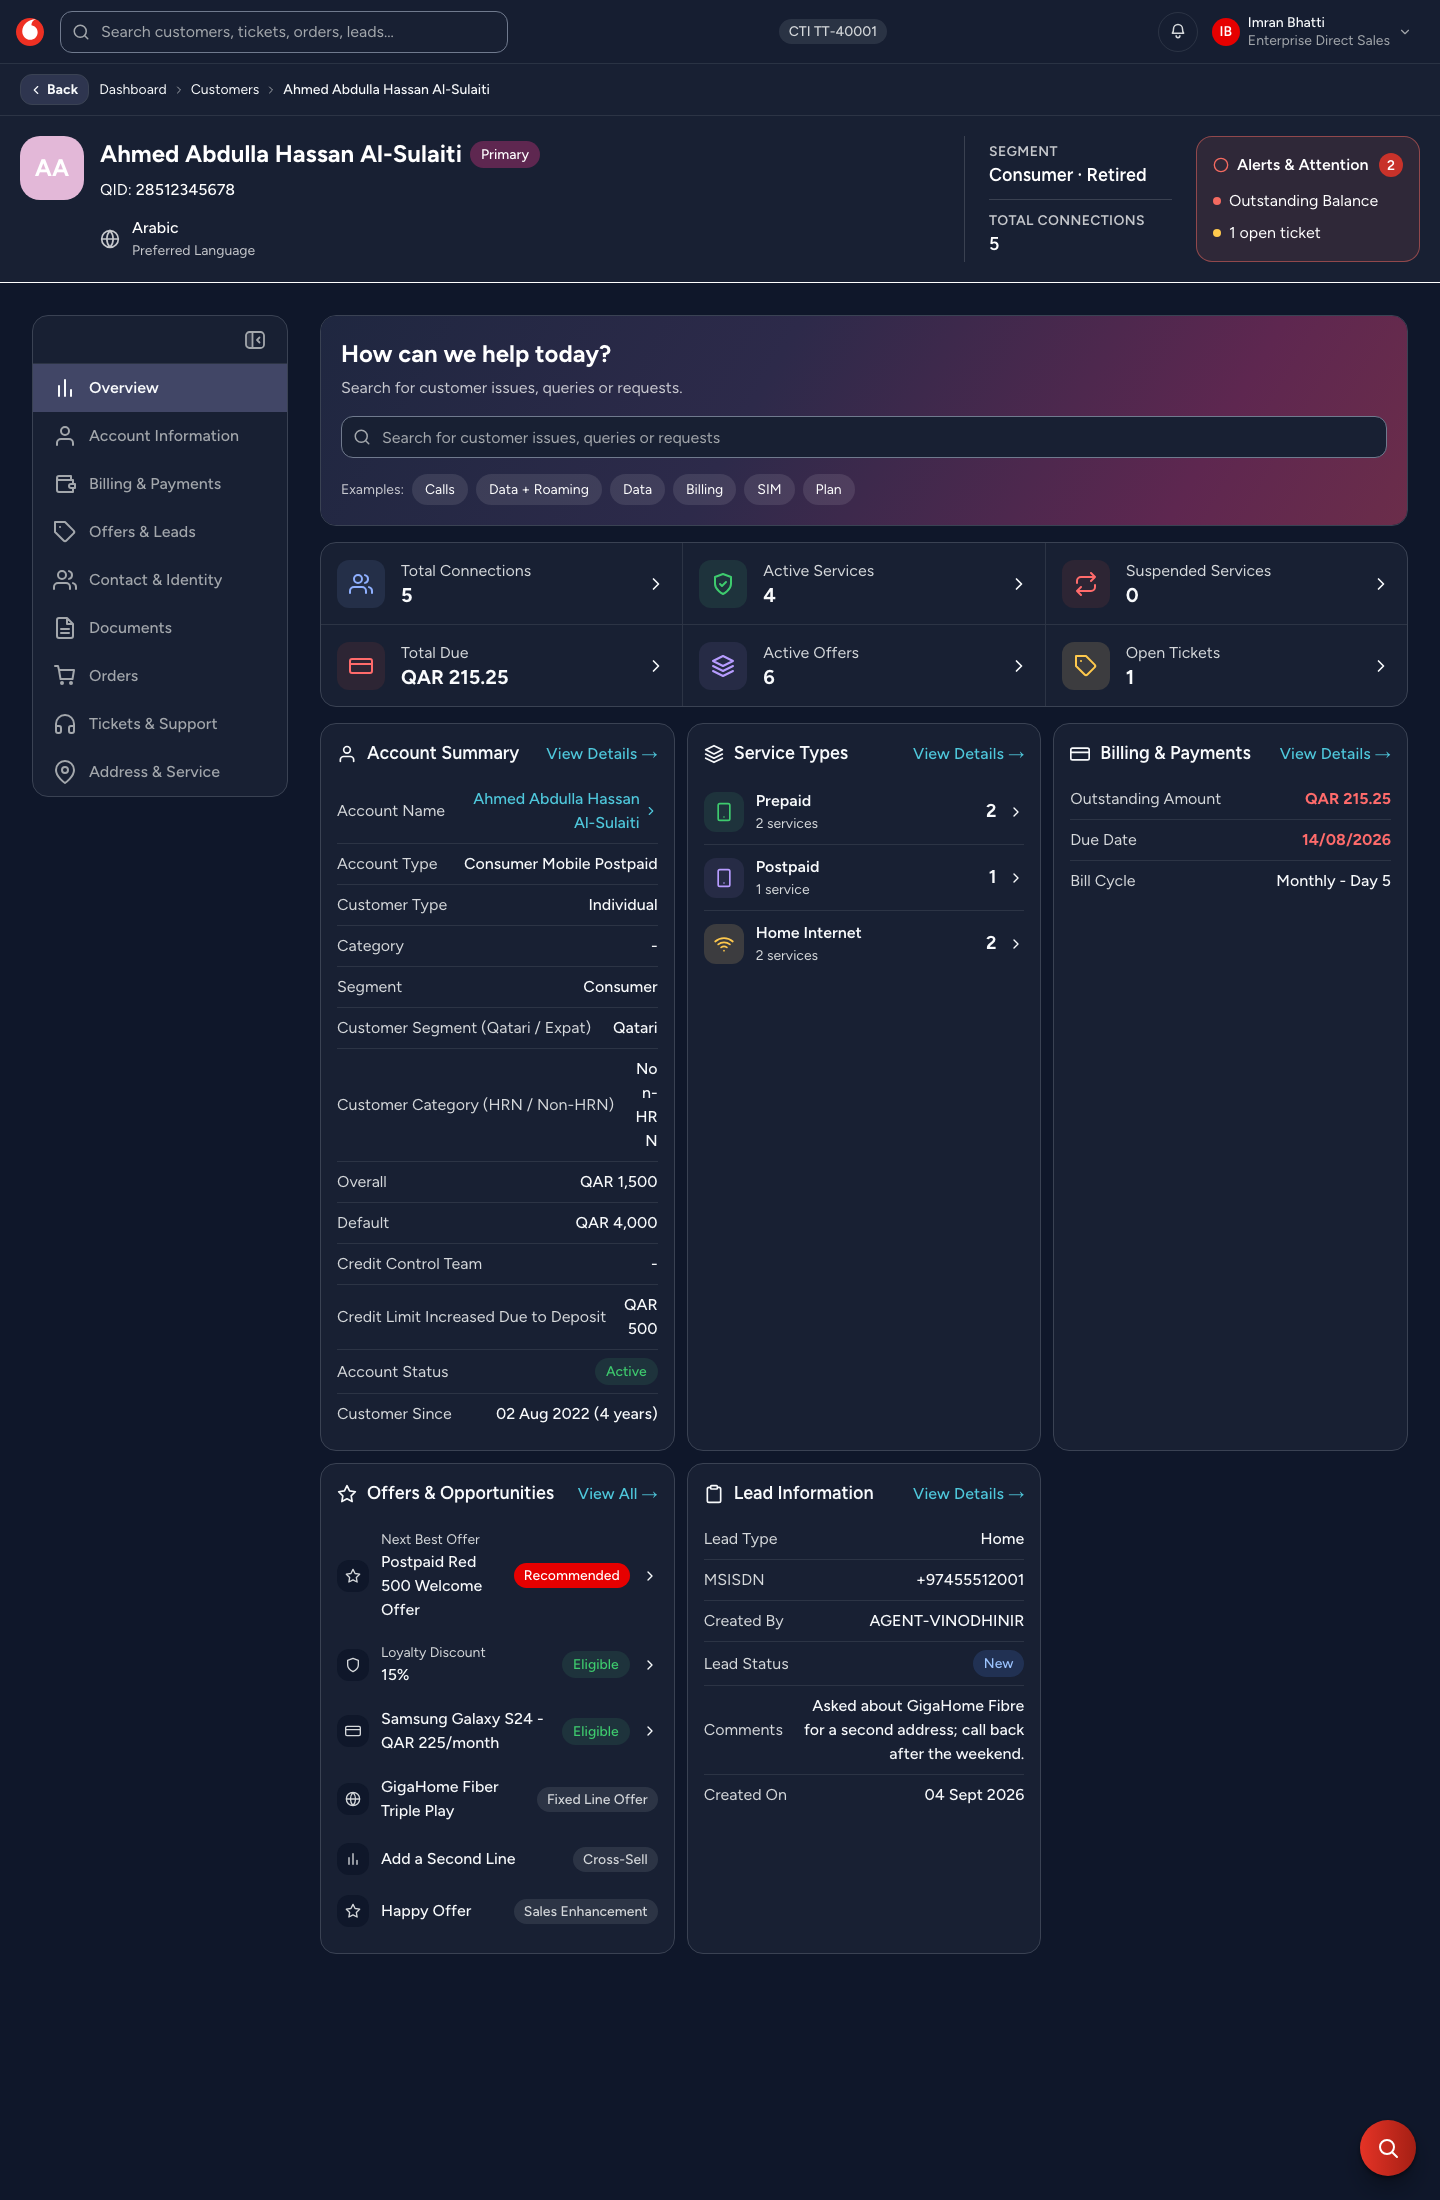 Search customers, tickets, orders, leads...
CTI TT-40001
IB
Imran Bhatti
Enterprise Direct Sales
Back
Dashboard
Customers
Ahmed Abdulla Hassan Al-Sulaiti
AA
Ahmed Abdulla Hassan Al-Sulaiti
Primary
QID: 28512345678
Arabic
Preferred Language
SEGMENT
Consumer · Retired
TOTAL CONNECTIONS
5
Alerts & Attention
2
Outstanding Balance
1 open ticket
Overview
Account Information
Billing & Payments
Offers & Leads
Contact & Identity
Documents
Orders
Tickets & Support
Address & Service
How can we help today?
Search for customer issues, queries or requests.
Search for customer issues, queries or requests
Examples:
Calls
Data + Roaming
Data
Billing
SIM
Plan
Total Connections
5
Active Services
4
Suspended Services
0
Total Due
QAR 215.25
Active Offers
6
Open Tickets
1
Account Summary
View Details →
Account Name
Ahmed Abdulla Hassan
Al-Sulaiti
Account Type
Consumer Mobile Postpaid
Customer Type
Individual
Category
-
Segment
Consumer
Customer Segment (Qatari / Expat)
Qatari
Customer Category (HRN / Non-HRN)
No
n-
HR
N
Overall
QAR 1,500
Default
QAR 4,000
Credit Control Team
-
Credit Limit Increased Due to Deposit
QAR
500
Account Status
Active
Customer Since
02 Aug 2022 (4 years)
Service Types
View Details →
Prepaid
2 services
2
Postpaid
1 service
1
Home Internet
2 services
2
Billing & Payments
View Details →
Outstanding Amount
QAR 215.25
Due Date
14/08/2026
Bill Cycle
Monthly - Day 5
Offers & Opportunities
View All →
Next Best Offer
Postpaid Red
500 Welcome
Offer
Recommended
Loyalty Discount
15%
Eligible
Samsung Galaxy S24 -
QAR 225/month
Eligible
GigaHome Fiber
Triple Play
Fixed Line Offer
Add a Second Line
Cross-Sell
Happy Offer
Sales Enhancement
Lead Information
View Details →
Lead Type
Home
MSISDN
+97455512001
Created By
AGENT-VINODHINIR
Lead Status
New
Comments
Asked about GigaHome Fibre
for a second address; call back
after the weekend.
Created On
04 Sept 2026